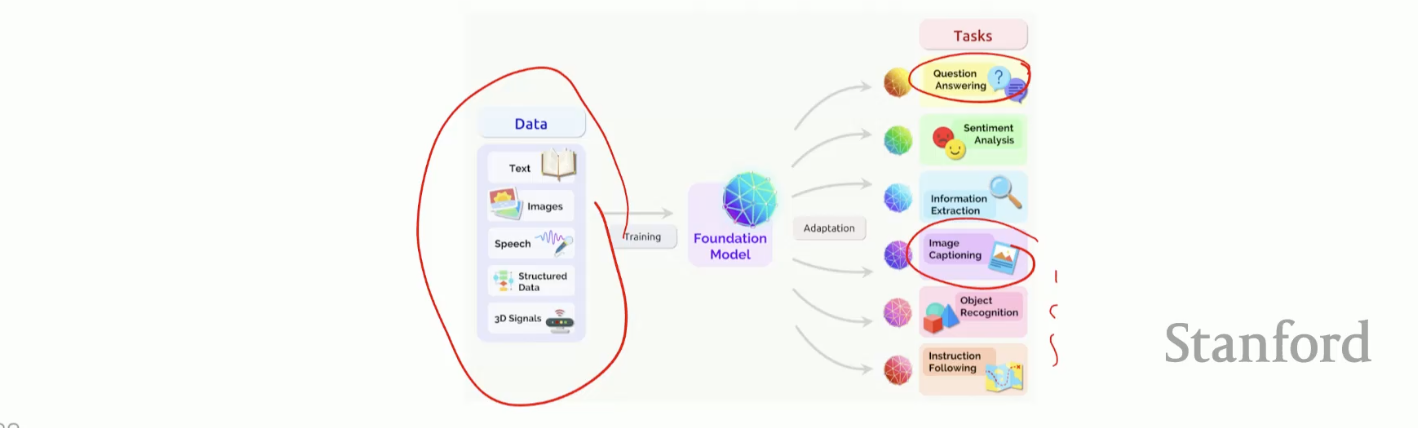 Data
Text
Images
Speech
Structured
Data
3D Signals
Training
Foundation
Model
Adaptation
Tasks
Question
Answering
?
Sentiment
Analysis
Information
Extraction
Image
Captioning
Object
Recognition
Instruction
Following
Stanford